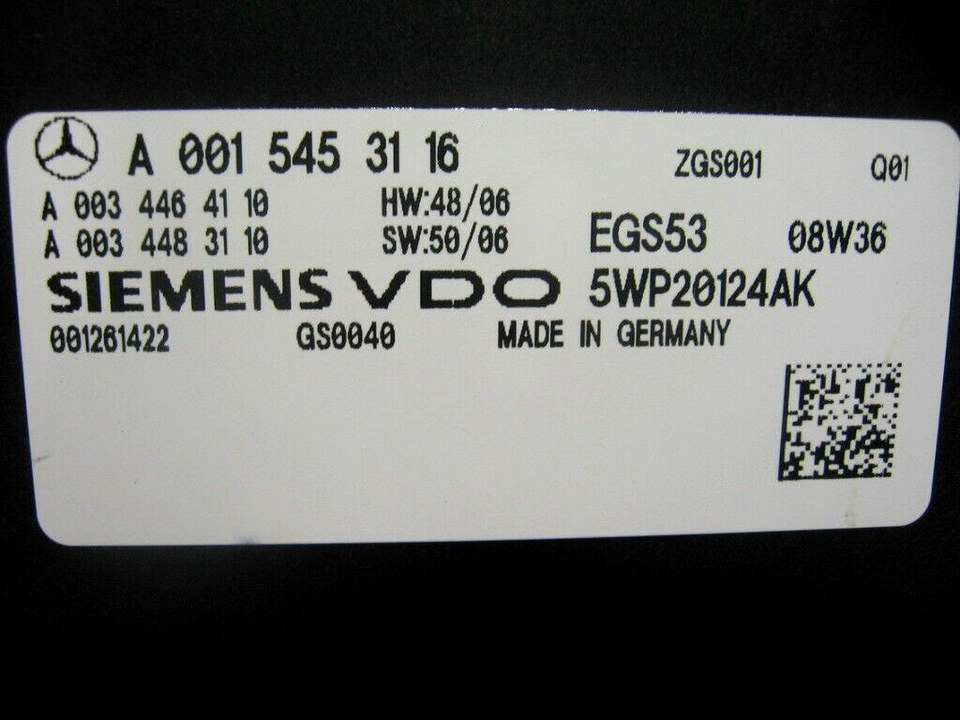 A 001 545 31 16 ZGS001 Q01
A 003 446 41 10 HW:48/06
A 003 448 31 10 SW:50/06 EGS53 08W36
SIEMENS VDO 5WP20124AK
001261422 GS0040 MADE IN GERMANY